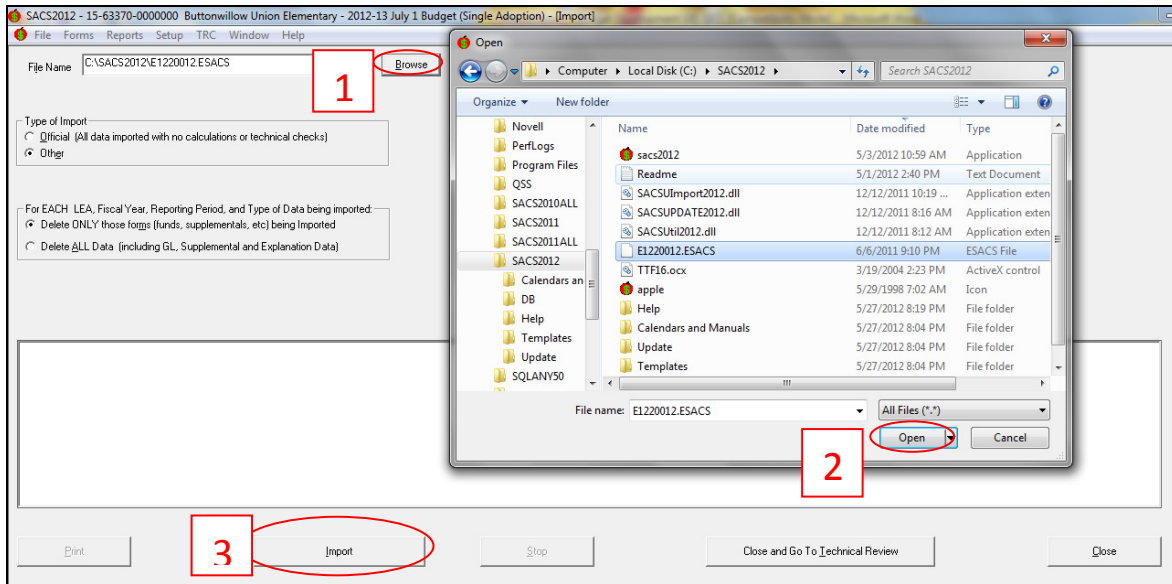 SACS2012 - 15-63370-0000000 Buttonwillow Union Elementary - 2012-13 July 1 Budget (Single Adoption) - [Import]
File Forms Reports Setup TRC Window Help
File Name C:\SACS2012\E1220012.ESACS Browse
1
Type of Import
Official (All data imported with no calculations or technical checks)
Other
For EACH LEA, Fiscal Year, Reporting Period, and Type of Data being imported:
Delete ONLY those forms (funds, supplementals, etc) being Imported
Delete ALL Data (including GL, Supplemental and Explanation Data)
Open
Computer Local Disk (C:) SACS2012 Search SACS2012
Organize New folder
Novell
PerfLogs
Program Files
QSS
SACS2010ALL
SACS2011
SACS2011ALL
SACS2012
Calendars an
DB
Help
Templates
Update
SQLANY50
Name Date modified Type
sacs2012 5/3/2012 10:59 AM Application
Readme 5/1/2012 2:40 PM Text Document
SACSUImport2012.dll 12/12/2011 10:19 ... Application exten
SACSUPDATE2012.dll 12/12/2011 8:16 AM Application exten
SACSUtil2012.dll 12/12/2011 8:12 AM Application exten
E1220012.ESACS 6/6/2011 9:10 PM ESACS File
TTF16.ocx 3/19/2004 2:23 PM ActiveX control
apple 5/29/1998 7:02 AM Icon
Help 5/27/2012 8:19 PM File folder
Calendars and Manuals 5/27/2012 8:04 PM File folder
Update 5/27/2012 8:04 PM File folder
Templates 5/27/2012 8:04 PM File folder
File name: E1220012.ESACS All Files (*.*)
2
Open Cancel
3
Print Import Stop Close and Go To Technical Review Close